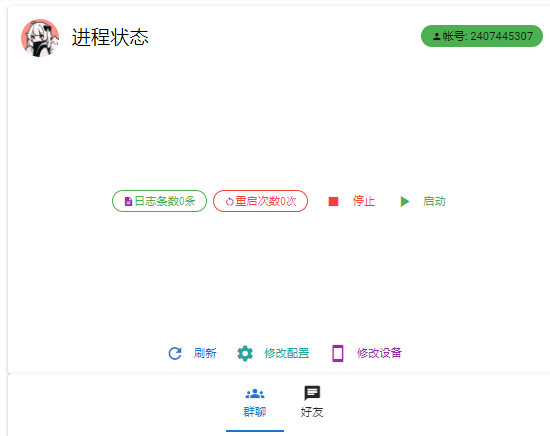 进程状态
帐号: 2407445307
日志条数0条
重启次数0次
停止
启动
刷新
修改配置
修改设备
群聊
好友